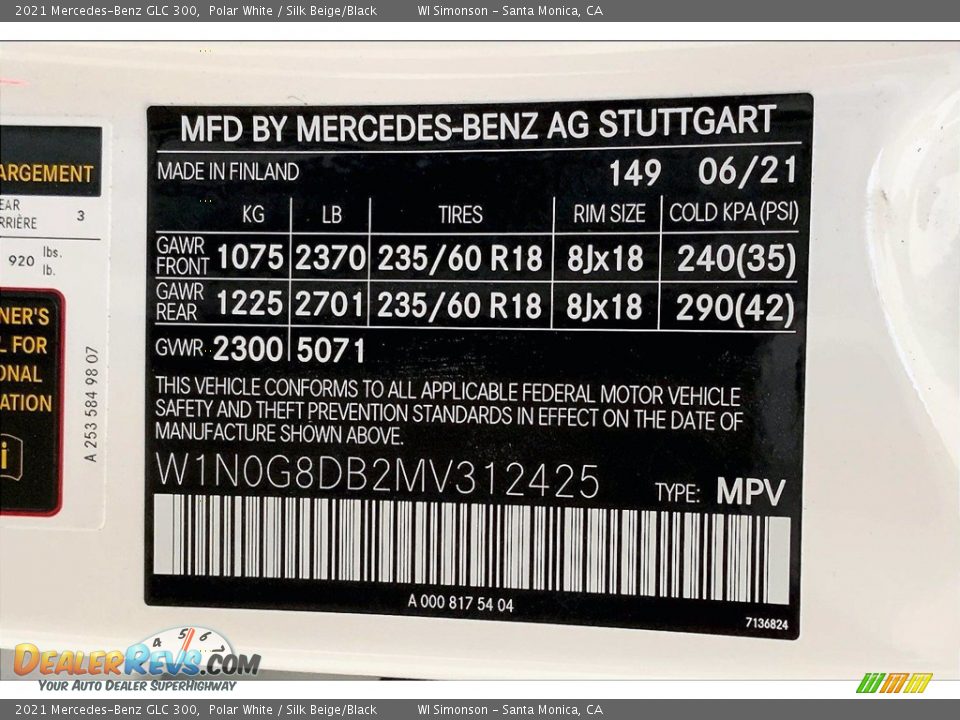 2021 Mercedes-Benz GLC 300, Polar White / Silk Beige/Black WI Simonson - Santa Monica, CA
ARGEMENT
3
920 lbs.
lb.
NER'S
FOR
ONAL
ATION
i
A 253 584 98 07
MFD BY MERCEDES-BENZ AG STUTTGART
MADE IN FINLAND 149 06/21
KG LB TIRES RIM SIZE COLD KPA (PSI)
GAWR FRONT 1075 2370 235/60 R18 8Jx18 240(35)
GAWR REAR 1225 2701 235/60 R18 8Jx18 290(42)
GVWR 2300 5071
THIS VEHICLE CONFORMS TO ALL APPLICABLE FEDERAL MOTOR VEHICLE
SAFETY AND THEFT PREVENTION STANDARDS IN EFFECT ON THE DATE OF
MANUFACTURE SHOWN ABOVE.
W1N0G8DB2MV312425 TYPE: MPV
A 000 817 54 04
7136824
4 5 6
DEALERREVS.COM
YOUR AUTO DEALER SUPERHIGHWAY
2021 Mercedes-Benz GLC 300, Polar White / Silk Beige/Black WI Simonson - Santa Monica, CA